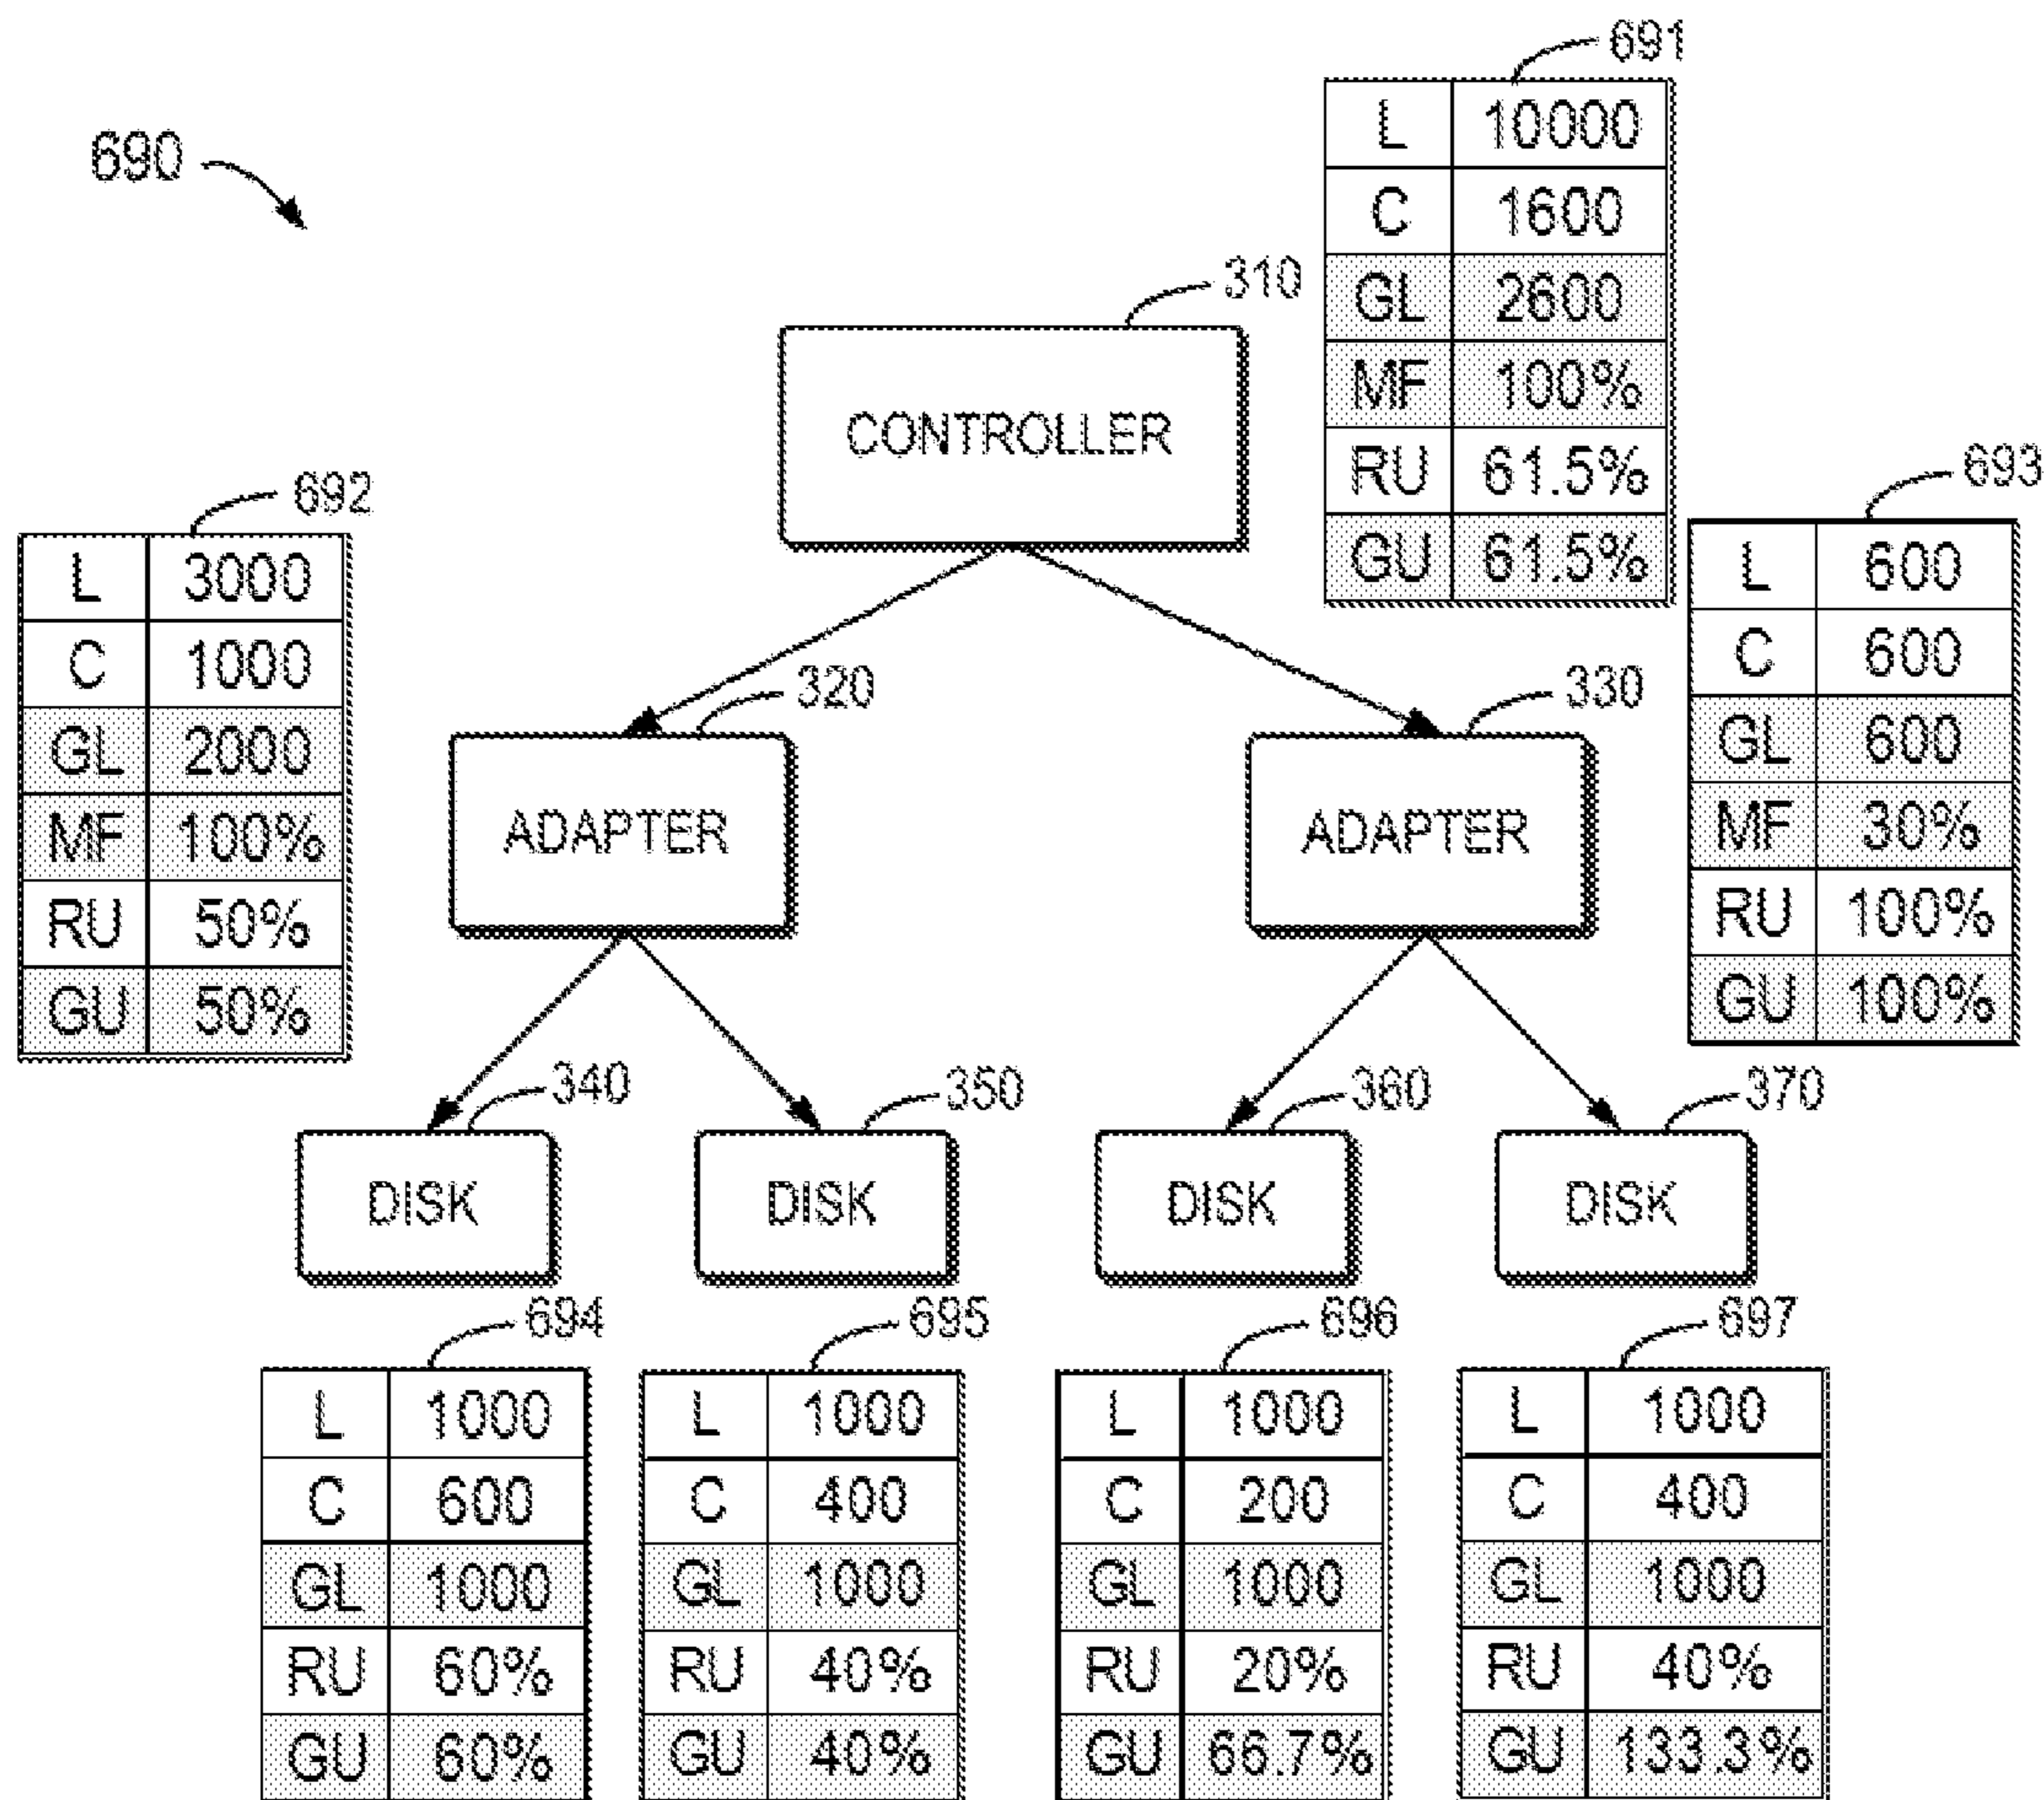 690
691
L 10000
C 1600
GL 2600
MF 100%
RU 61.5%
GU 61.5%
310
CONTROLLER
692
L 3000
C 1000
GL 2000
MF 100%
RU 50%
GU 50%
693
L 600
C 600
GL 600
MF 30%
RU 100%
GU 100%
320
ADAPTER
330
ADAPTER
340
DISK
350
DISK
360
DISK
370
DISK
694
L 1000
C 600
GL 1000
RU 60%
GU 60%
695
L 1000
C 400
GL 1000
RU 40%
GU 40%
696
L 1000
C 200
GL 1000
RU 20%
GU 66.7%
697
L 1000
C 400
GL 1000
RU 40%
GU 133.3%